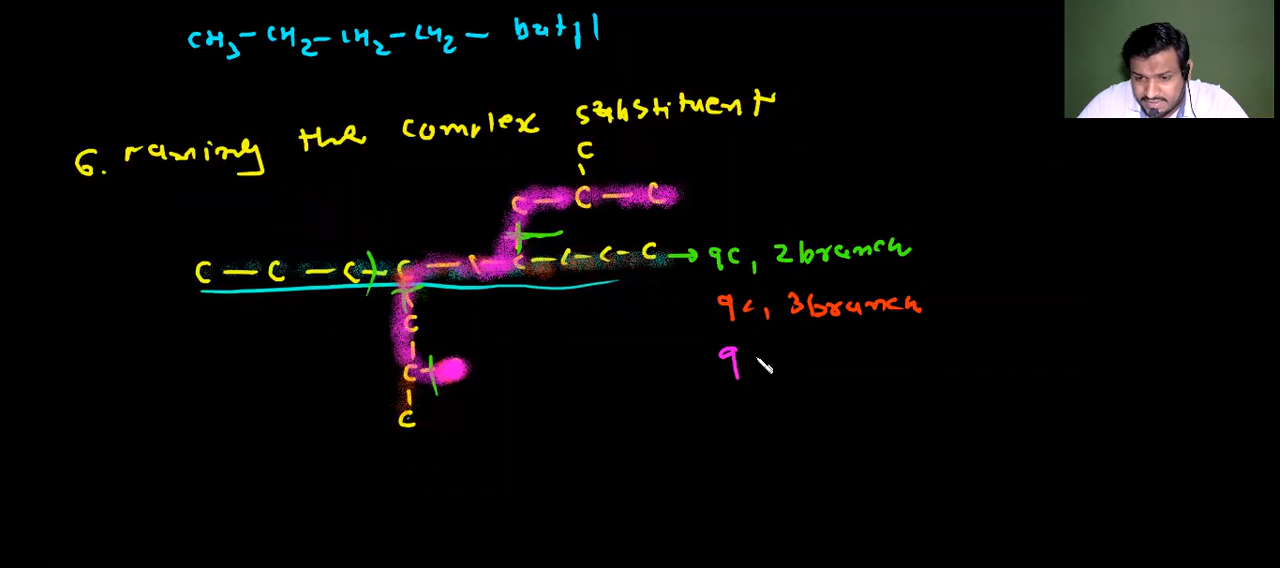 CH3-CH2-CH2-CH2- butyl
6. naming the complex substituent
C
C - C - C
C - C - C - C - C - C - C - C - C → 9C, 2branch
9C, 3branch
C
C -
9
C